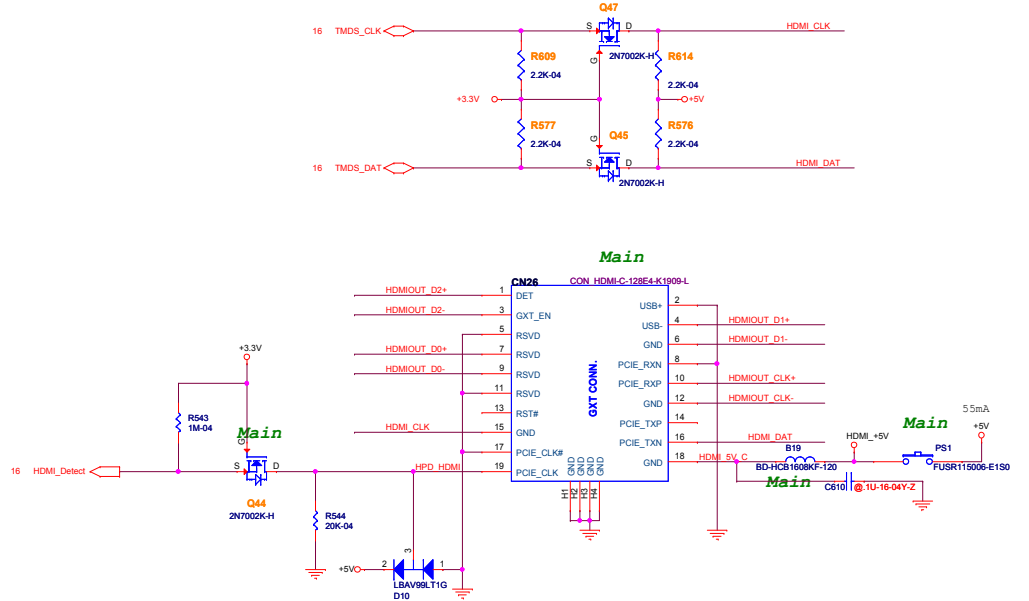 Q47
16 TMDS_CLK S D HDMI_CLK
2N7002K-H
G
R609 R614
2.2K-04 2.2K-04
+3.3V +5V
R577 R576
2.2K-04 2.2K-04
G Q45
16 TMDS_DAT S D HDMI_DAT
2N7002K-H
Main
CN26 CON_HDMI-C-128E4-K1909-L
HDMIOUT_D2+ 1 DET
USB+ 2
HDMIOUT_D2- 3 GXT_EN
USB- 4 HDMIOUT_D1+
5 RSVD
GND 6 HDMIOUT_D1-
HDMIOUT_D0+ 7 RSVD
PCIE_RXN 8
HDMIOUT_D0- 9 RSVD
PCIE_RXP 10 HDMIOUT_CLK+
11 RSVD
GND 12 HDMIOUT_CLK-
13 RST#
PCIE_TXP 14
HDMI_CLK 15 GND
PCIE_TXN 16 HDMI_DAT
17 PCIE_CLK#
GND 18 HDMI_5V_C
HPD_HDMI 19 PCIE_CLK
GXT CONN.
GND GND GND GND
H1 H2 H3 H4
+3.3V
R543
1M-04
Main
G
16 HDMI_Detect S D
Q44
2N7002K-H
R544
20K-04
+5V 2 3 1
LBAV99LT1G
D10
55mA
Main
HDMI_+5V +5V
B19 PS1
BD-HCB1608KF-120 FUSR115006-E1S0
Main
C610 @.1U-16-04Y-Z